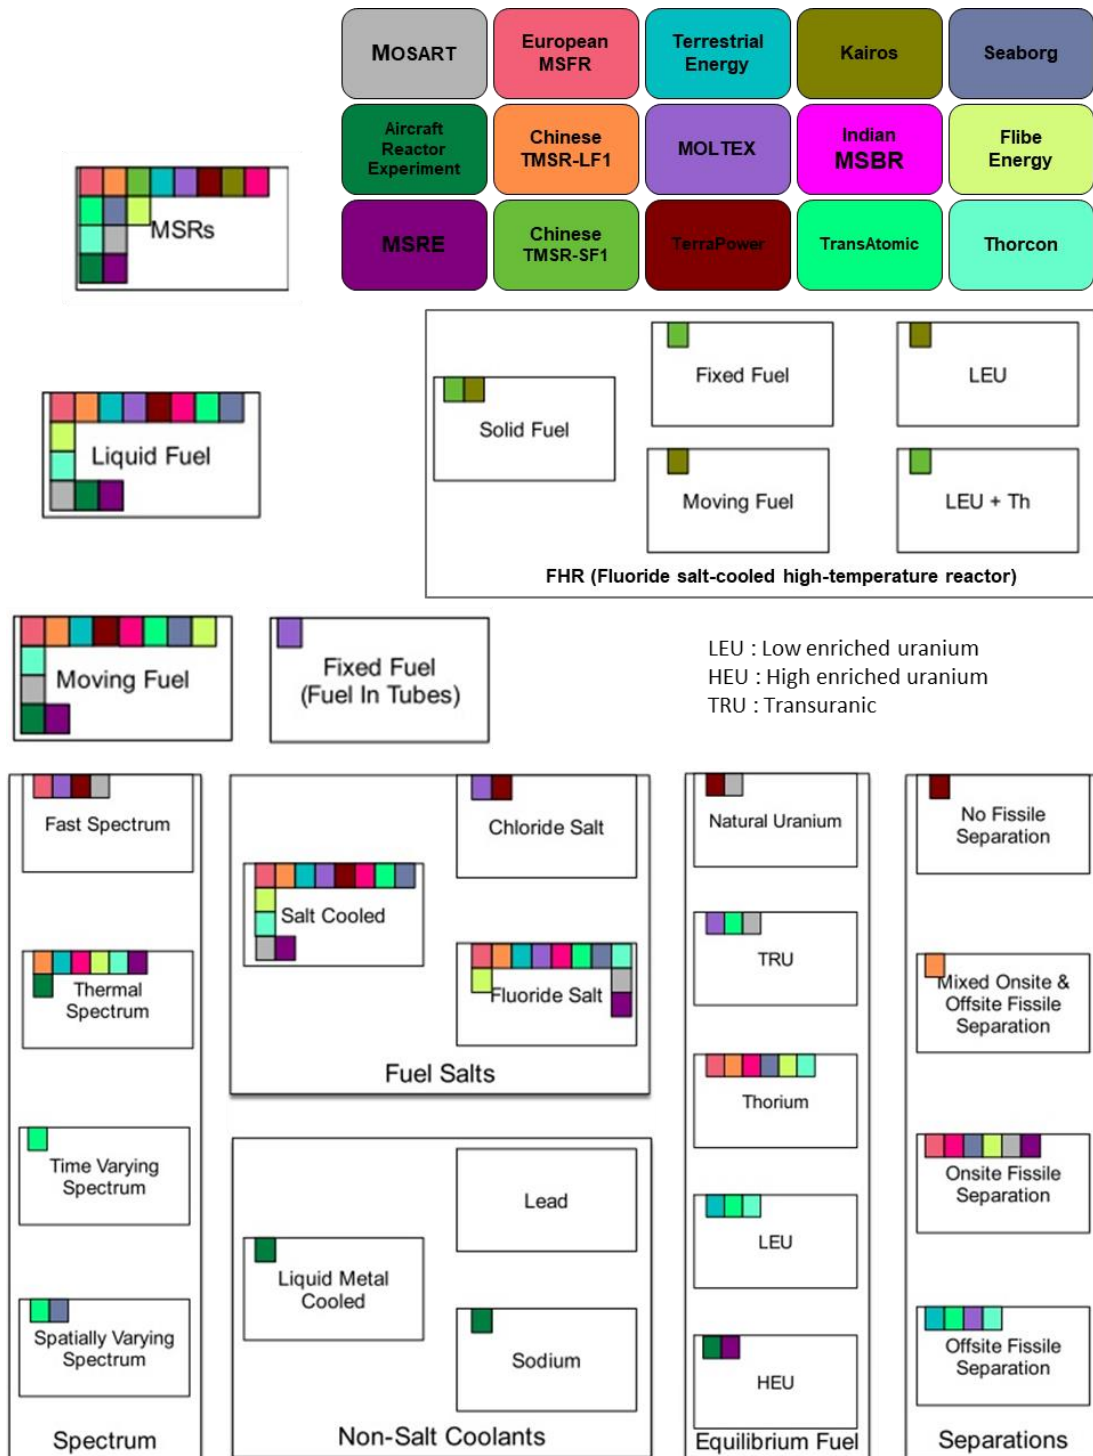 MOSART
European
MSFR
Terrestrial
Energy
Kairos
Seaborg
Aircraft
Reactor
Experiment
Chinese
TMSR-LF1
MOLTEX
Indian
MSBR
Flibe
Energy
MSRE
Chinese
TMSR-SF1
TerraPower
TransAtomic
Thorcon
MSRs
Liquid Fuel
Solid Fuel
Fixed Fuel
LEU
Moving Fuel
LEU + Th
FHR (Fluoride salt-cooled high-temperature reactor)
Moving Fuel
Fixed Fuel
(Fuel In Tubes)
LEU : Low enriched uranium
HEU : High enriched uranium
TRU : Transuranic
Fast Spectrum
Thermal
Spectrum
Time Varying
Spectrum
Spatially Varying
Spectrum
Spectrum
Chloride Salt
Salt Cooled
Fluoride Salt
Fuel Salts
Lead
Liquid Metal
Cooled
Sodium
Non-Salt Coolants
Natural Uranium
TRU
Thorium
LEU
HEU
Equilibrium Fuel
No Fissile
Separation
Mixed Onsite &
Offsite Fissile
Separation
Onsite Fissile
Separation
Offsite Fissile
Separation
Separations